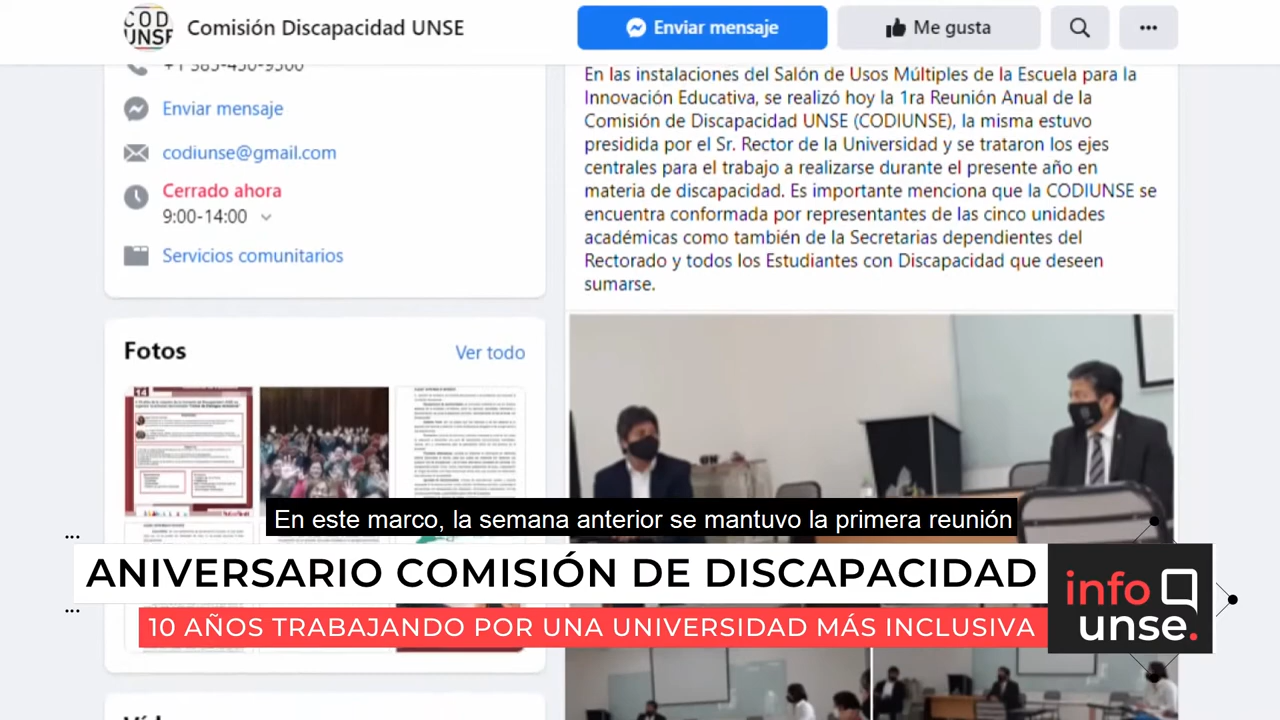 COD
UNSE
Comisión Discapacidad UNSE
Enviar mensaje
Me gusta
Enviar mensaje
codiunse@gmail.com
Cerrado ahora
9:00-14:00
Servicios comunitarios
Fotos
Ver todo
En las instalaciones del Salón de Usos Múltiples de la Escuela para la
Innovación Educativa, se realizó hoy la 1ra Reunión Anual de la
Comisión de Discapacidad UNSE (CODIUNSE), la misma estuvo
presidida por el Sr. Rector de la Universidad y se trataron los ejes
centrales para el trabajo a realizarse durante el presente año en
materia de discapacidad. Es importante menciona que la CODIUNSE se
encuentra conformada por representantes de las cinco unidades
académicas como también de la Secretarias dependientes del
Rectorado y todos los Estudiantes con Discapacidad que deseen
sumarse.
En este marco, la semana anterior se mantuvo la primera reunión
ANIVERSARIO COMISIÓN DE DISCAPACIDAD
10 AÑOS TRABAJANDO POR UNA UNIVERSIDAD MÁS INCLUSIVA
info
unse.